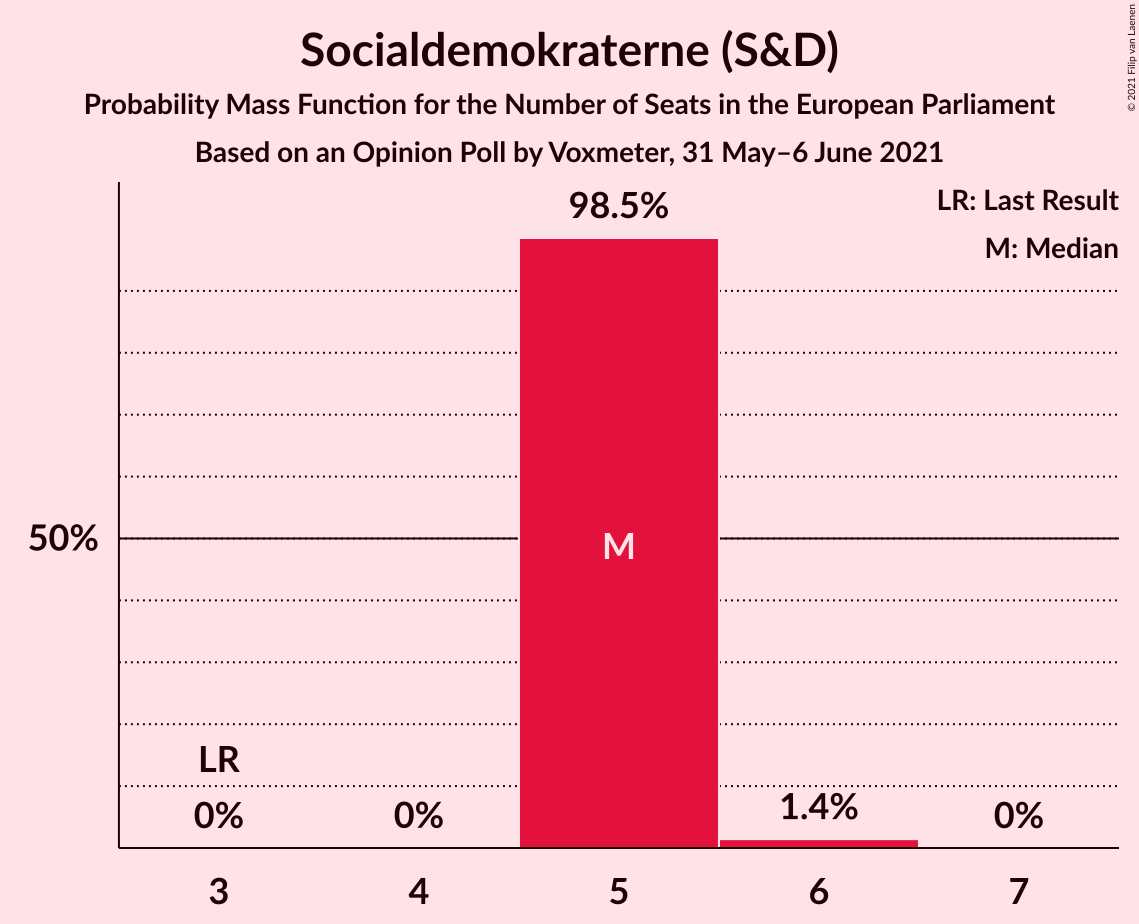 Socialdemokraterne (S&D)
Probability Mass Function for the Number of Seats in the European Parliament
Based on an Opinion Poll by Voxmeter, 31 May–6 June 2021
© 2021 Filip van Laenen
98.5%
LR: Last Result
M: Median
50%
M
LR
0%
0%
1.4%
0%
3
4
5
6
7